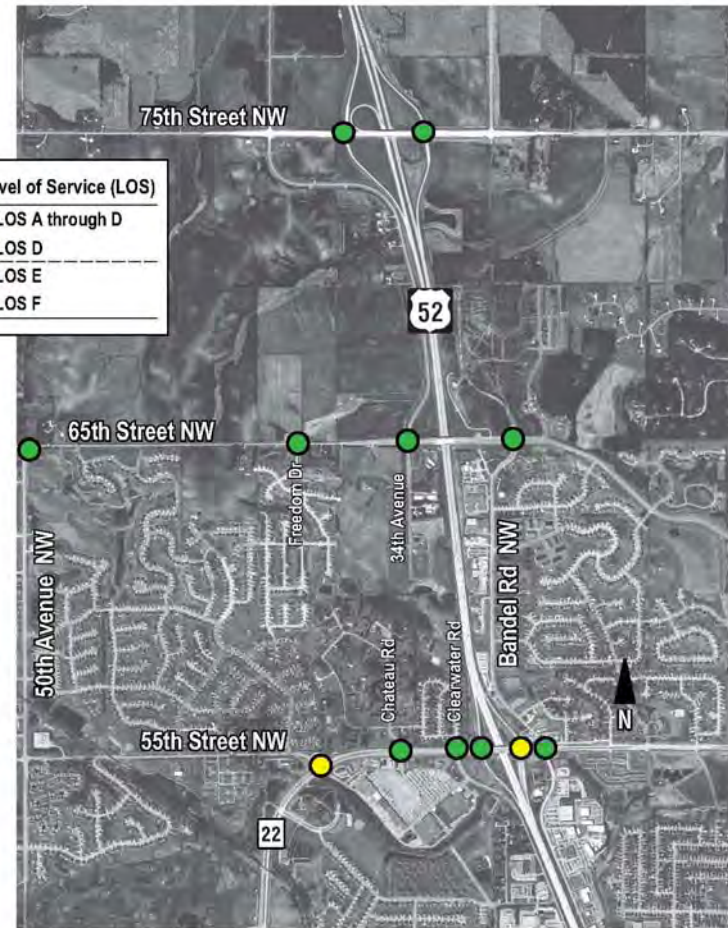 75th Street NW
vel of Service (LOS)
LOS A through D
LOS D
LOS E
LOS F
52
65th Street NW
Freedom Dr
34th Avenue
50th Avenue NW
Bandel Rd NW
Chateau Rd
Clearwater Rd
55th Street NW
N
22